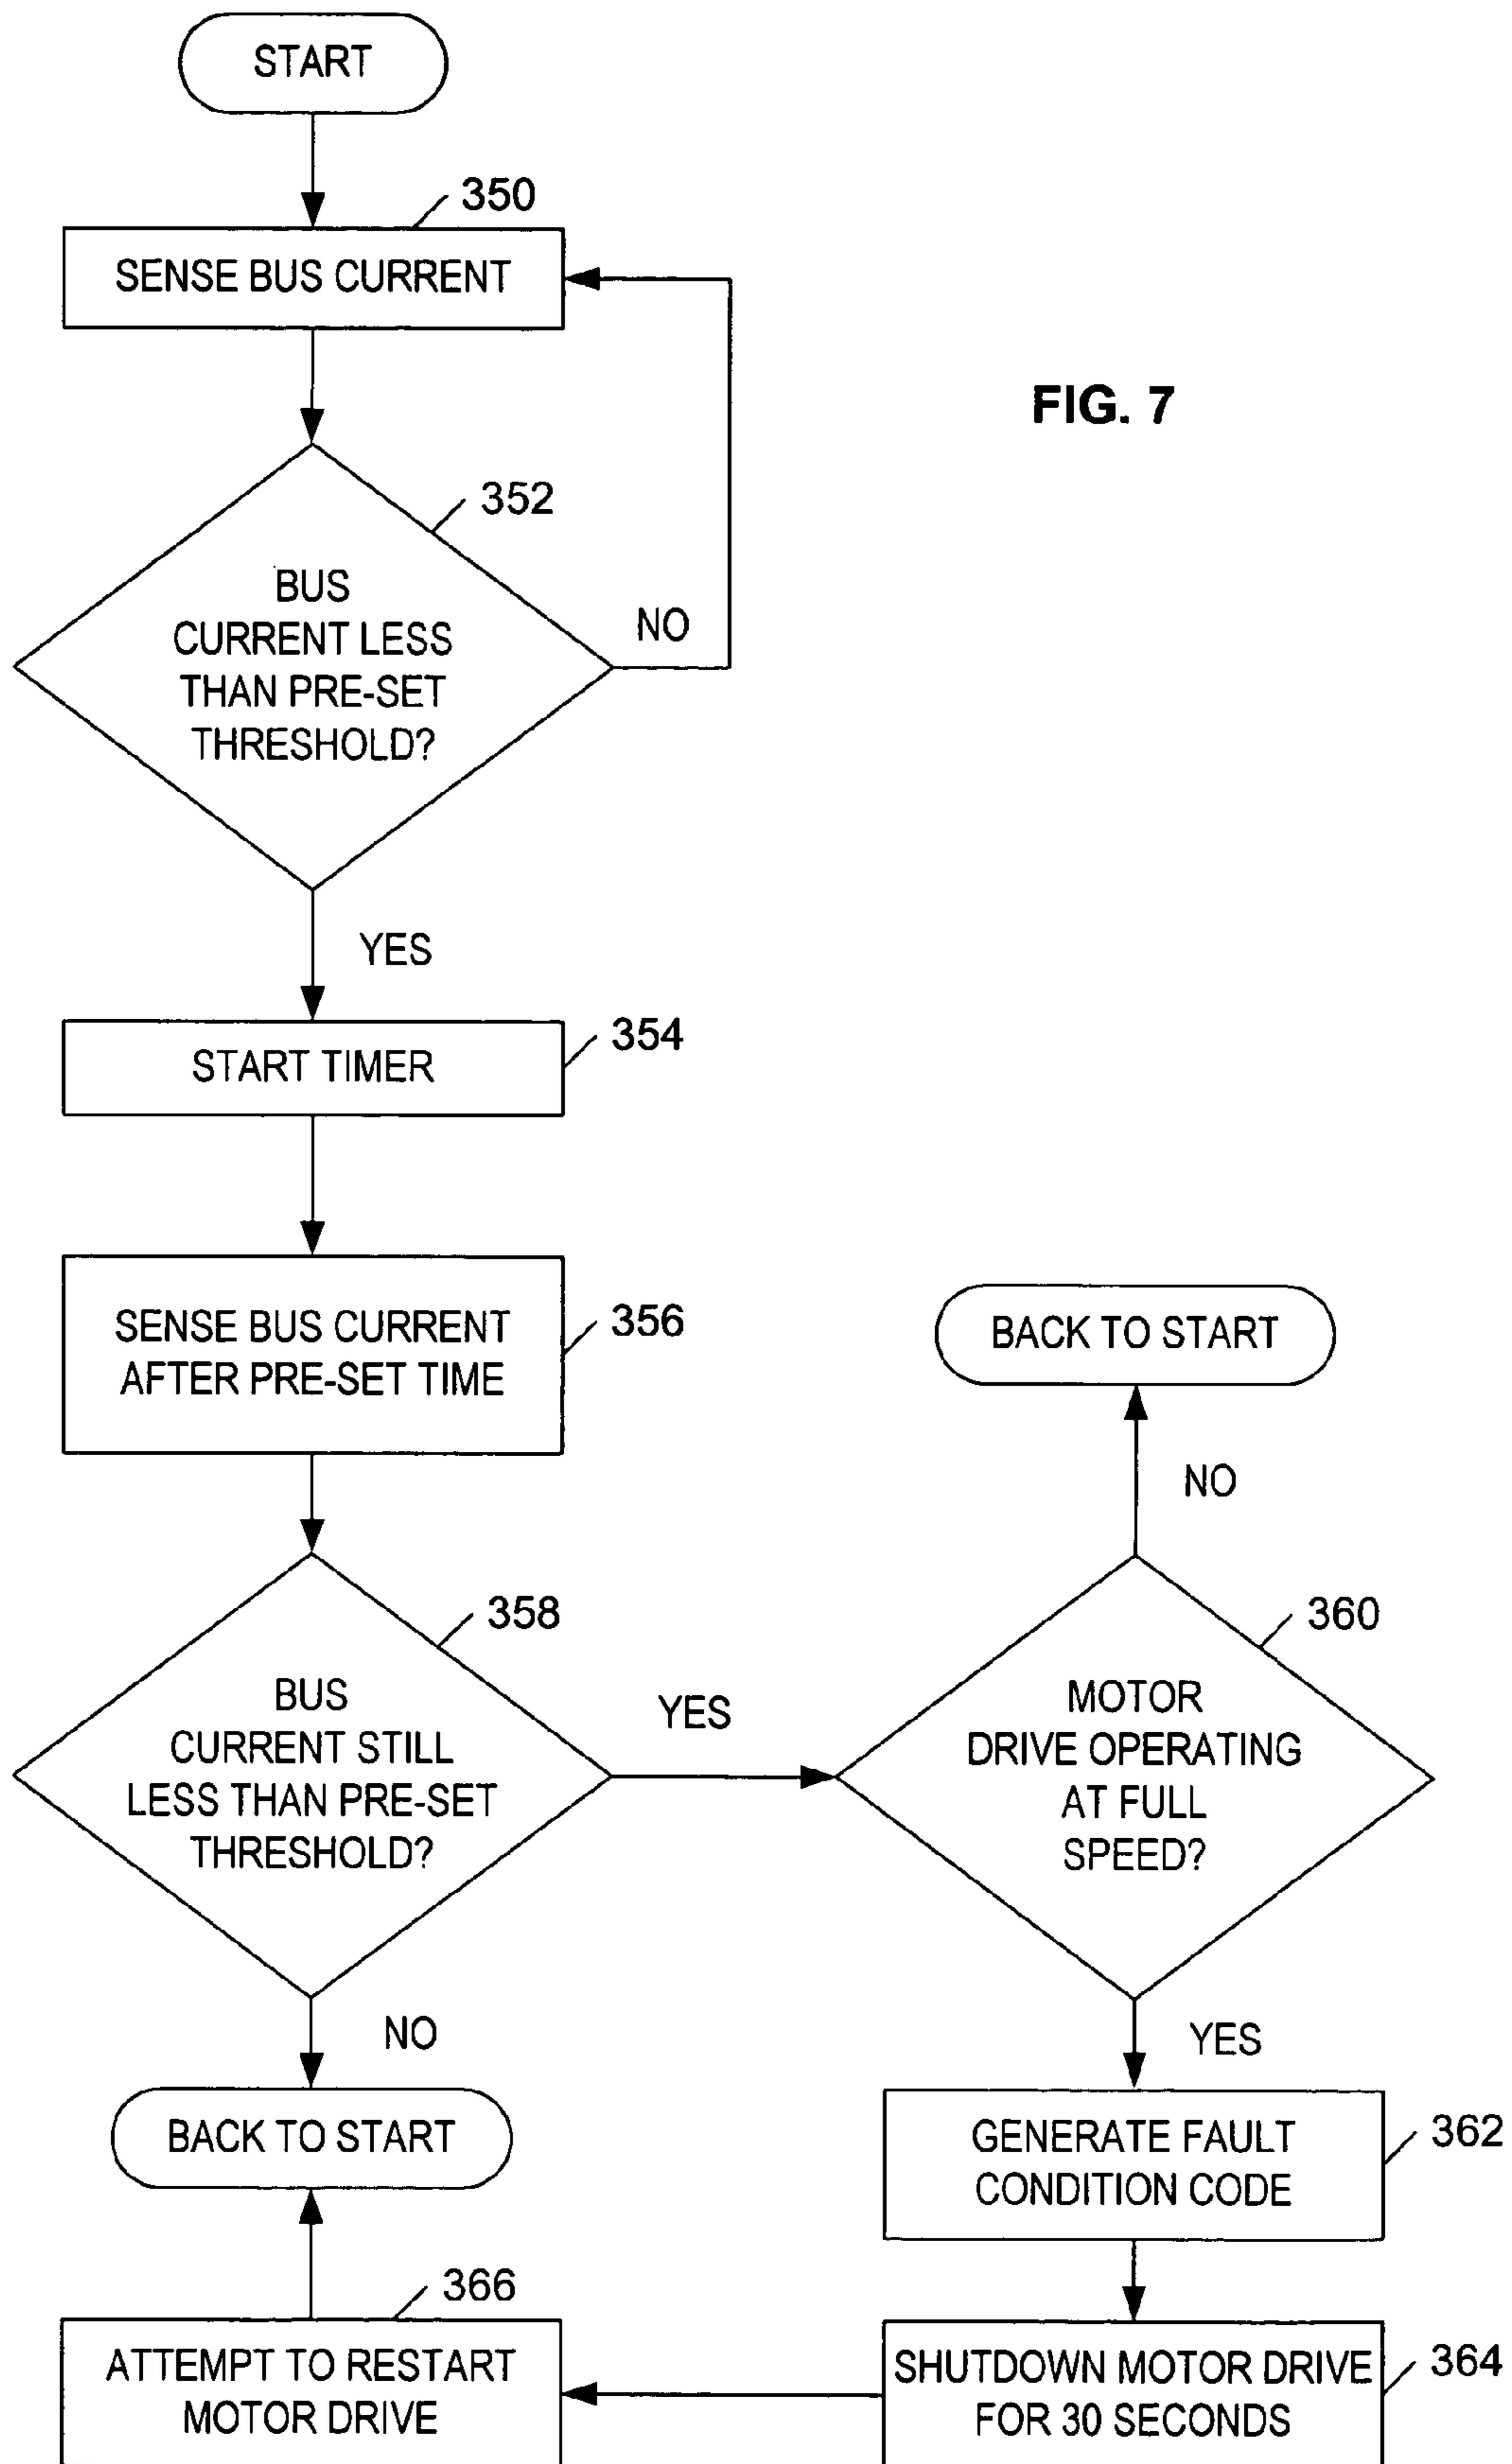 START
350
SENSE BUS CURRENT
FIG. 7
352
BUS
CURRENT LESS
THAN PRE-SET
THRESHOLD?
NO
YES
354
START TIMER
356
SENSE BUS CURRENT
AFTER PRE-SET TIME
BACK TO START
NO
358
BUS
CURRENT STILL
LESS THAN PRE-SET
THRESHOLD?
YES
360
MOTOR
DRIVE OPERATING
AT FULL
SPEED?
NO
YES
BACK TO START
362
GENERATE FAULT
CONDITION CODE
366
ATTEMPT TO RESTART
MOTOR DRIVE
364
SHUTDOWN MOTOR DRIVE
FOR 30 SECONDS